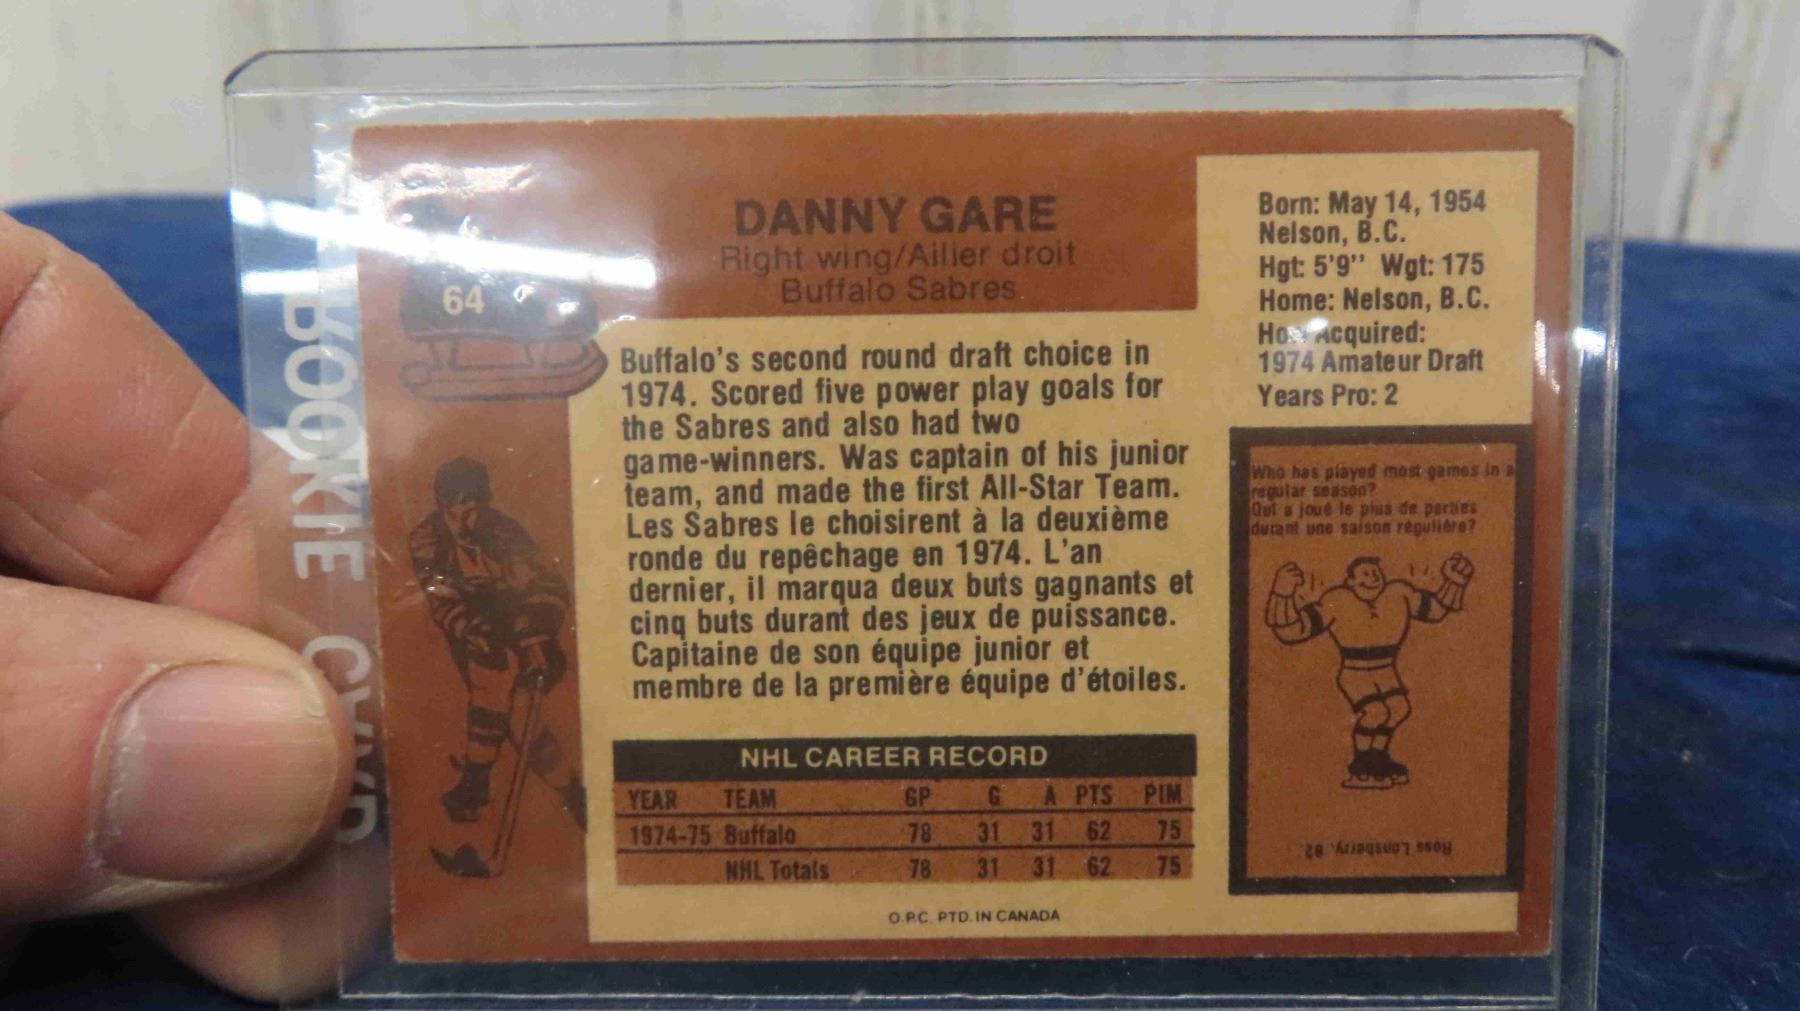 ROOKIE CARD
64
DANNY GARE
Right wing/Ailier droit
Buffalo Sabres
Born: May 14, 1954
Nelson, B.C.
Hgt: 5'9'' Wgt: 175
Home: Nelson, B.C.
How Acquired:
1974 Amateur Draft
Years Pro: 2
Buffalo's second round draft choice in
1974. Scored five power play goals for
the Sabres and also had two
game-winners. Was captain of his junior
team, and made the first All-Star Team.
Les Sabres le choisirent à la deuxième
ronde du repêchage en 1974. L'an
dernier, il marqua deux buts gagnants et
cinq buts durant des jeux de puissance.
Capitaine de son équipe junior et
membre de la première équipe d'étoiles.
Who has played most games in a
regular season?
Qui a joué le plus de parties
durant une saison régulière?
Ross Lonsberry, 82
NHL CAREER RECORD
YEAR TEAM GP G A PTS PIM
1974-75 Buffalo 78 31 31 62 75
NHL Totals 78 31 31 62 75
O.P.C. PTD. IN CANADA